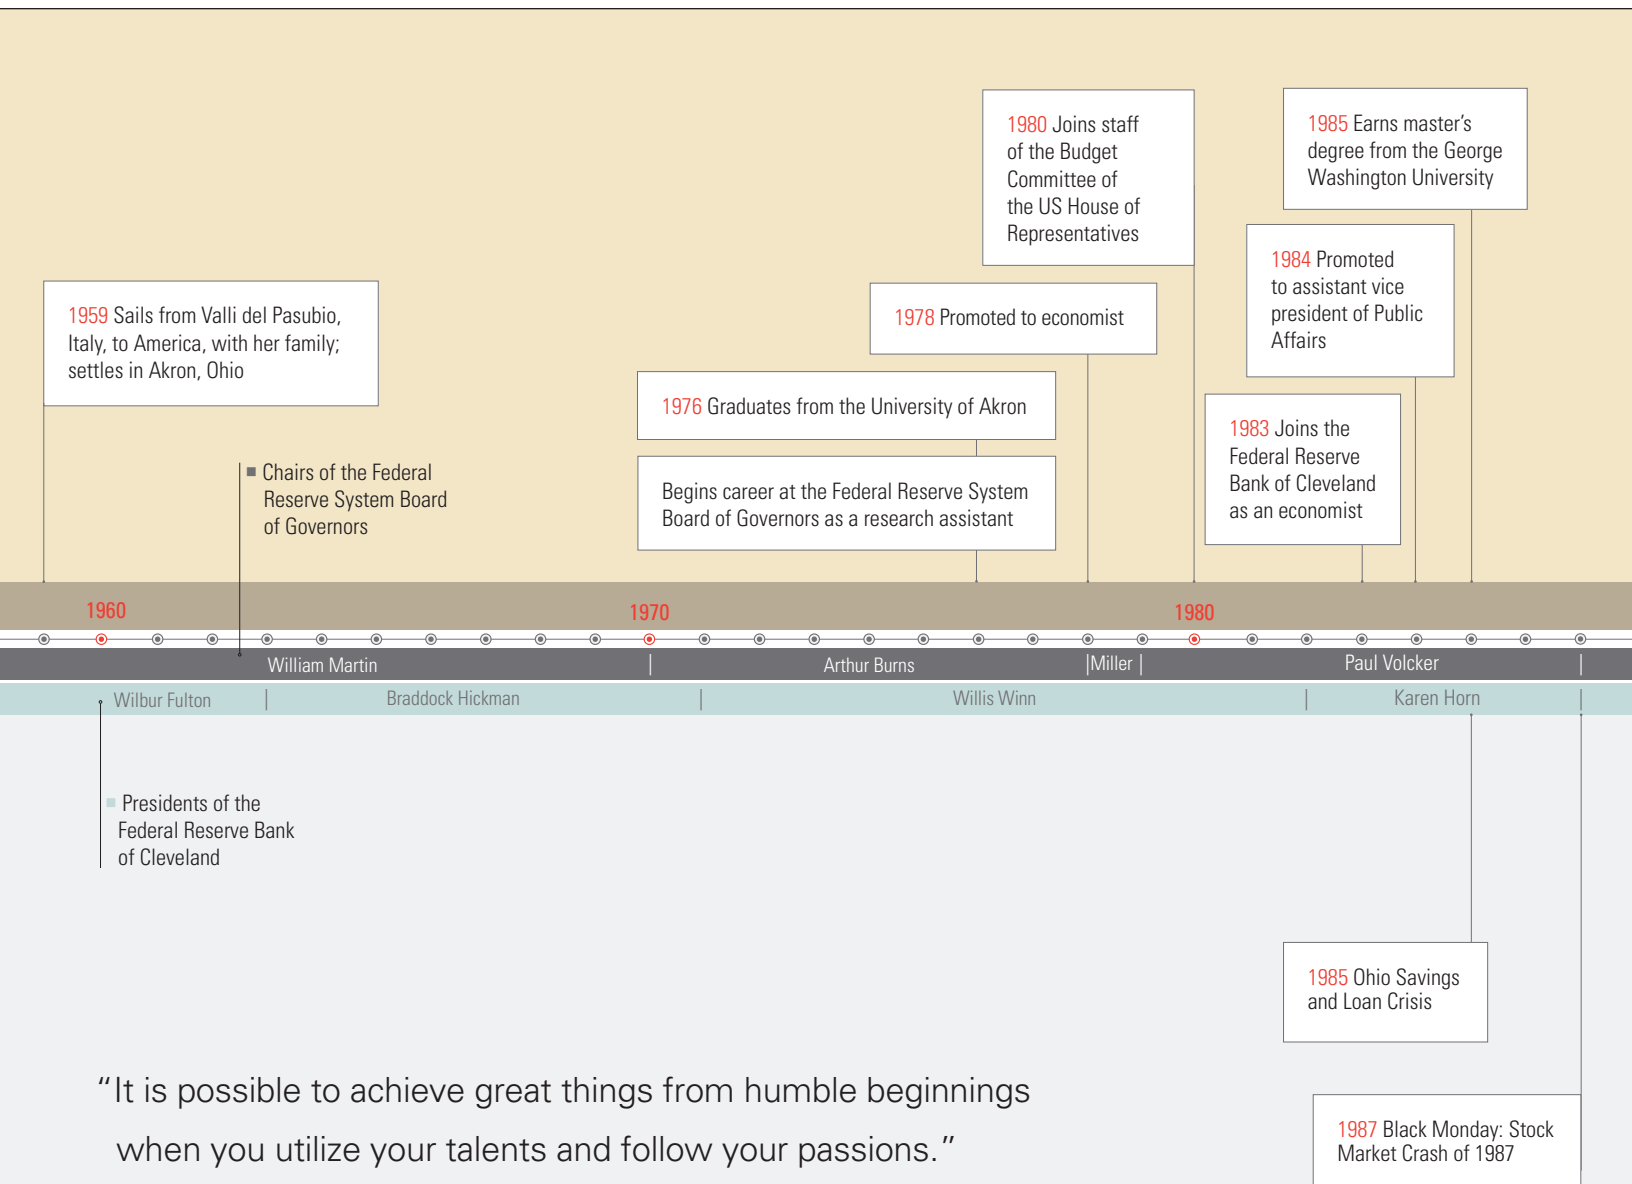 1980 Joins staff
of the Budget
Committee of
the US House of
Representatives
1985 Earns master's
degree from the George
Washington University
1984 Promoted
to assistant vice
president of Public
Affairs
1959 Sails from Valli del Pasubio,
Italy, to America, with her family;
settles in Akron, Ohio
1978 Promoted to economist
1976 Graduates from the University of Akron
Begins career at the Federal Reserve System
Board of Governors as a research assistant
1983 Joins the
Federal Reserve
Bank of Cleveland
as an economist
Chairs of the Federal
Reserve System Board
of Governors
1960 1970 1980
William Martin | Arthur Burns | Miller | Paul Volcker |
Wilbur Fulton | Braddock Hickman | Willis Winn | Karen Horn |
Presidents of the
Federal Reserve Bank
of Cleveland
1985 Ohio Savings
and Loan Crisis
“It is possible to achieve great things from humble beginnings
when you utilize your talents and follow your passions.”
1987 Black Monday: Stock
Market Crash of 1987